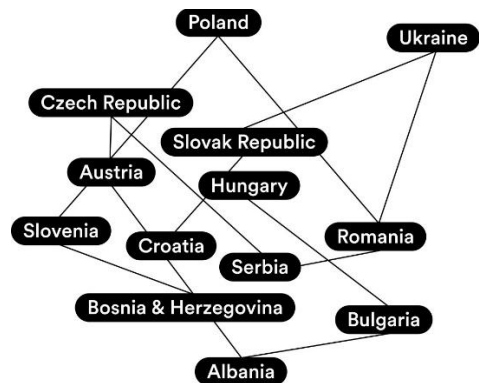 Poland
Ukraine
Czech Republic
Slovak Republic
Austria
Hungary
Slovenia
Croatia
Romania
Serbia
Bosnia & Herzegovina
Bulgaria
Albania